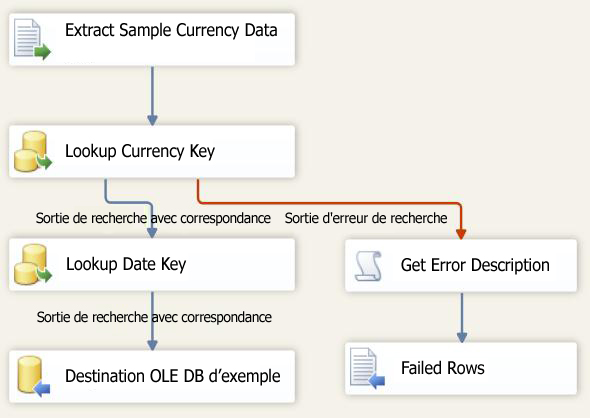 Extract Sample Currency Data
Lookup Currency Key
Sortie de recherche avec correspondance
Sortie d'erreur de recherche
Lookup Date Key
Get Error Description
Sortie de recherche avec correspondance
Destination OLE DB d’exemple
Failed Rows